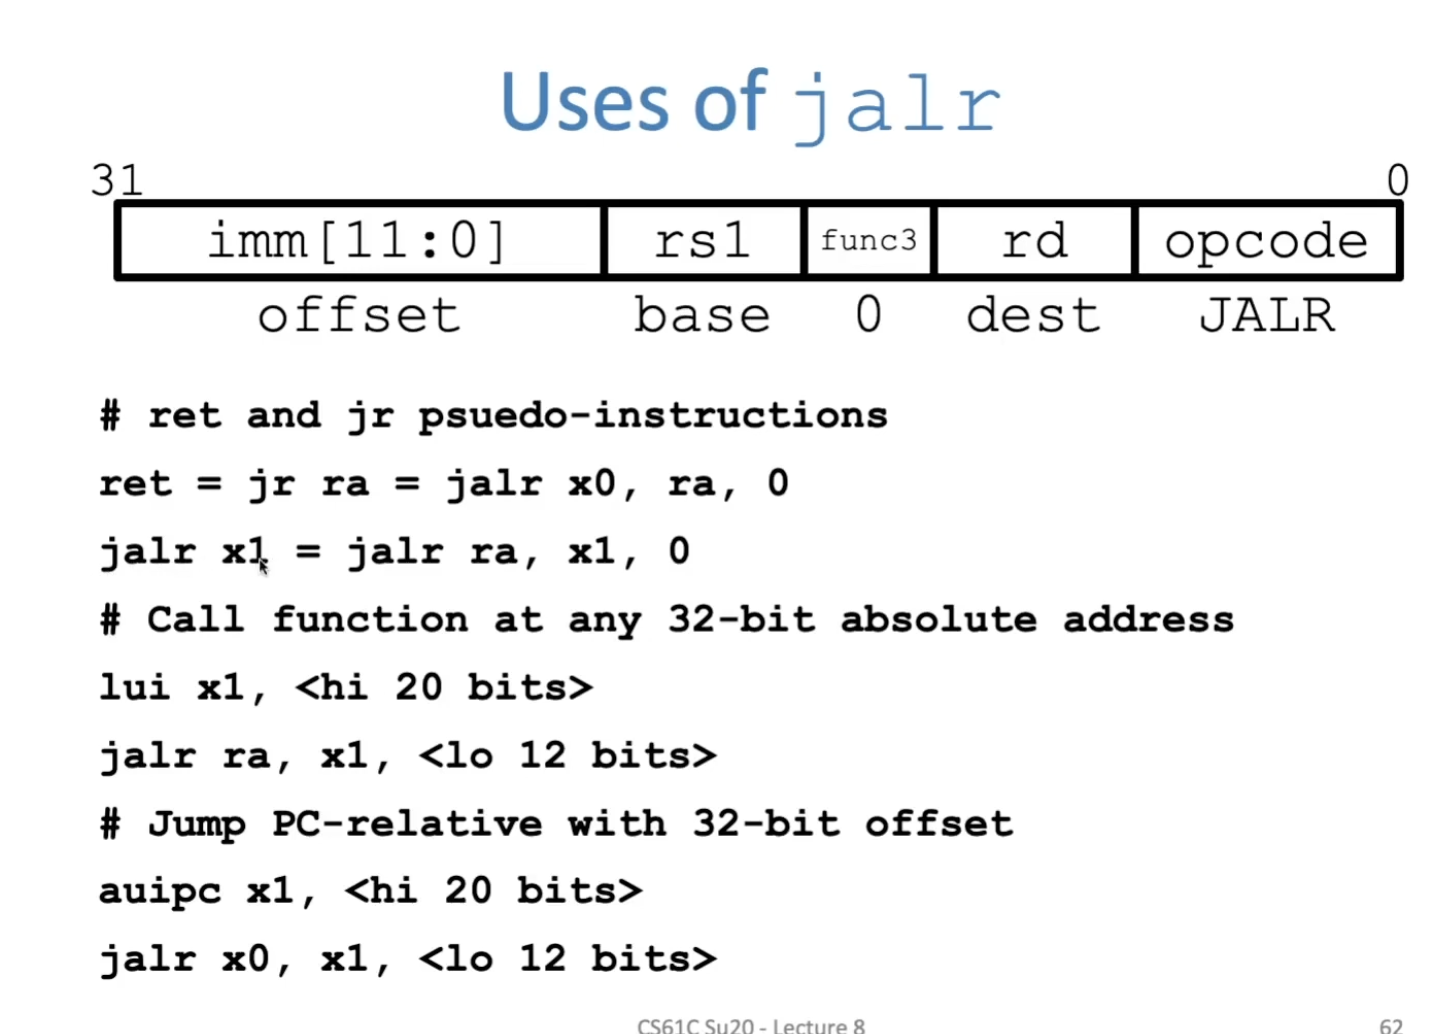 Uses of jalr
31 0
imm[11:0] rs1 func3 rd opcode
offset base 0 dest JALR
# ret and jr psuedo-instructions
ret = jr ra = jalr x0, ra, 0
jalr x1 = jalr ra, x1, 0
# Call function at any 32-bit absolute address
lui x1, <hi 20 bits>
jalr ra, x1, <lo 12 bits>
# Jump PC-relative with 32-bit offset
auipc x1, <hi 20 bits>
jalr x0, x1, <lo 12 bits>
CS61C Su20 - Lecture 8 62